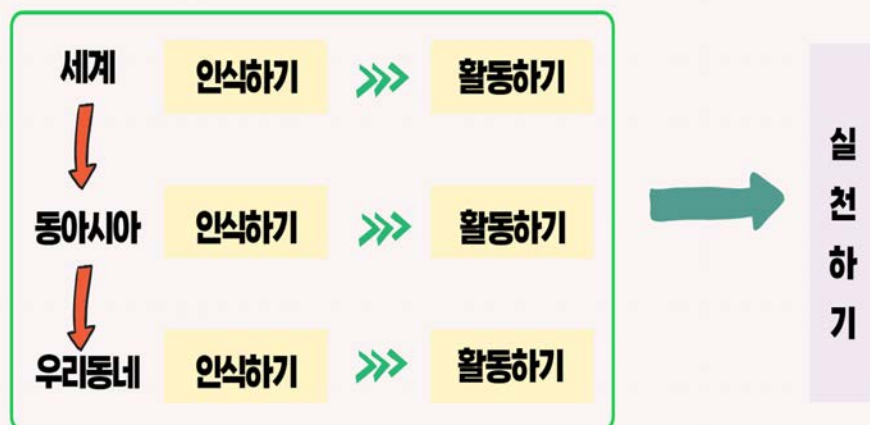 세계 인식하기 활동하기
동아시아 인식하기 활동하기
우리동네 인식하기 활동하기
실천하기